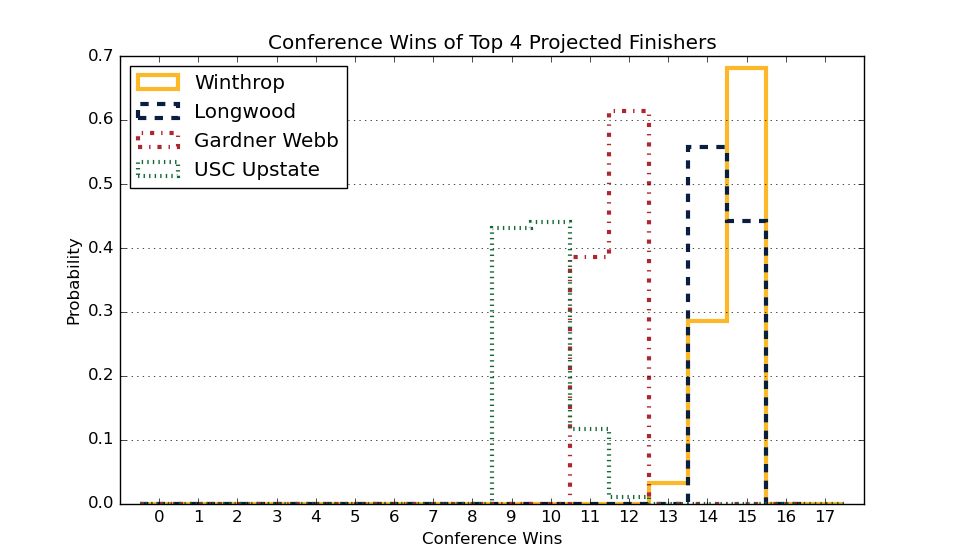 Conference Wins of Top 4 Projected Finishers
0.7
0.6
0.5
0.4
0.3
0.2
0.1
0.0
Probability
Winthrop
Longwood
Gardner Webb
USC Upstate
0 1 2 3 4 5 6 7 8 9 10 11 12 13 14 15 16 17
Conference Wins